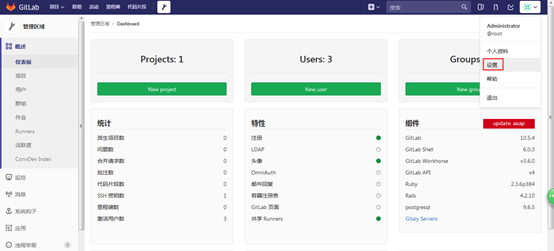 GitLab 项目 群组 活动 里程碑 代码片段 搜索
管理区域 管理区域 > Dashboard
Administrator
@root
个人资料
设置
帮助
退出
概述
仪表板
项目
用户
群组
作业
Runners
活跃度
ConvDev Index
监控
消息
系统钩子
应用
违规举报 0
Projects: 1
New project
Users: 3
New user
Groups
New gro
统计
派生项目数 0
问题数 0
合并请求数 0
批注数 0
代码片段数 0
SSH 密钥数 1
里程碑数 0
激活用户数 3
特性
注册
LDAP
头像
OmniAuth
邮件回复
容器注册表
GitLab 页面
共享 Runners
组件 update asap
GitLab 10.5.4
GitLab Shell 6.0.3
GitLab Workhorse v3.6.0
GitLab API v4
Ruby 2.3.6p384
Rails 4.2.10
postgresql 9.6.5
Gitaly Servers